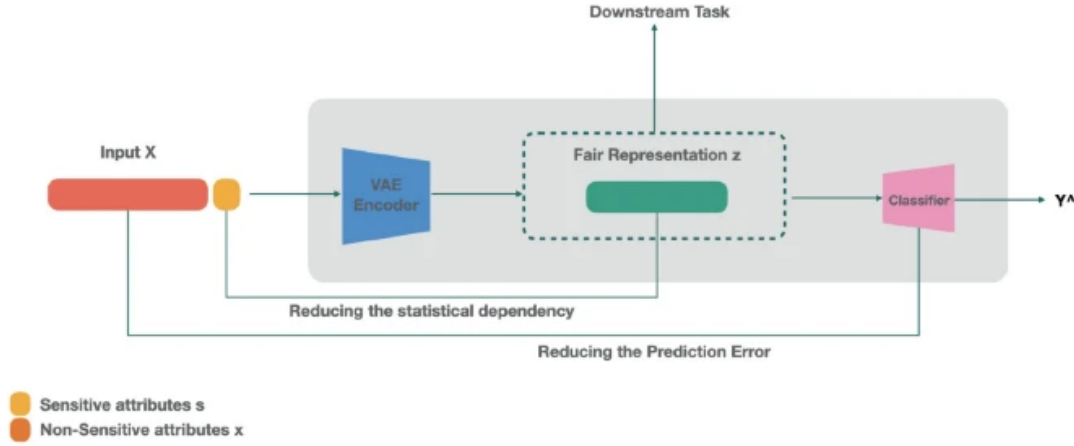 Downstream Task
Input X
Fair Representation z
VAE
Encoder
Classifier
Y^
Reducing the statistical dependency
Reducing the Prediction Error
Sensitive attributes s
Non-Sensitive attributes x